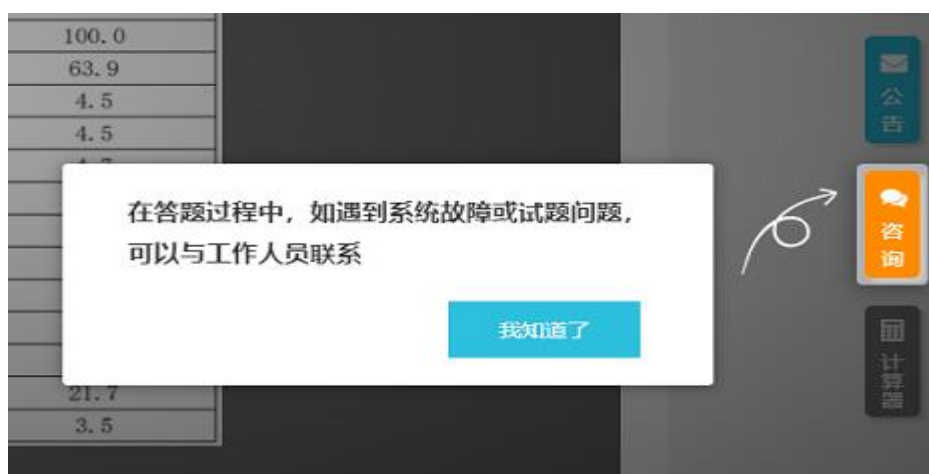 100.0
63.9
4.5
4.5
公告
在答题过程中，如遇到系统故障或试题问题，
可以与工作人员联系
咨询
我知道了
计算器
21.7
3.5